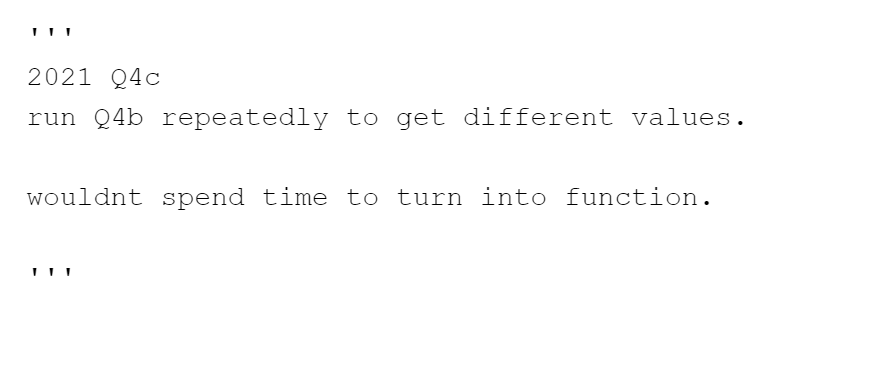 '''
2021 Q4c
run Q4b repeatedly to get different values.
wouldnt spend time to turn into function.
'''